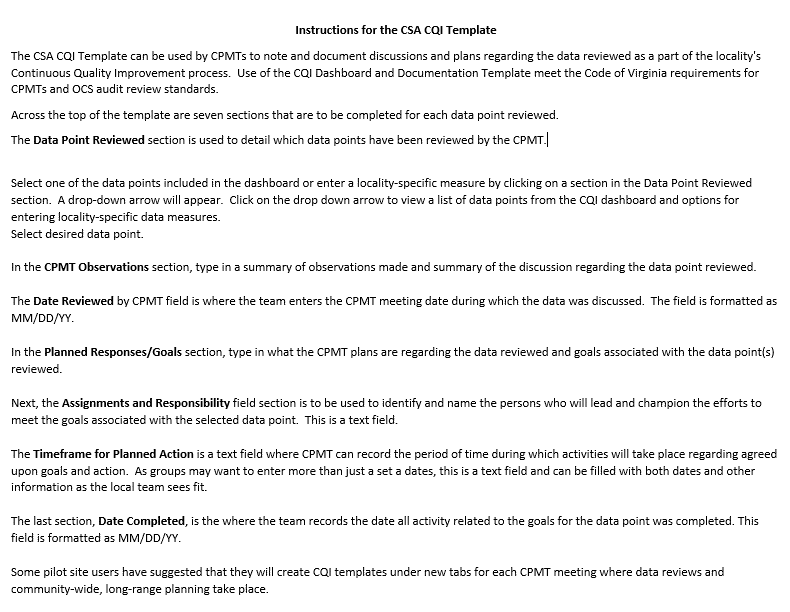 Instructions for the CSA CQI Template
The CSA CQI Template can be used by CPMTs to note and document discussions and plans regarding the data reviewed as a part of the locality's
Continuous Quality Improvement process.  Use of the CQI Dashboard and Documentation Template meet the Code of Virginia requirements for
CPMTs and OCS audit review standards.
Across the top of the template are seven sections that are to be completed for each data point reviewed.
The Data Point Reviewed section is used to detail which data points have been reviewed by the CPMT.
Select one of the data points included in the dashboard or enter a locality-specific measure by clicking on a section in the Data Point Reviewed
section.  A drop-down arrow will appear.  Click on the drop down arrow to view a list of data points from the CQI dashboard and options for
entering locality-specific data measures.
Select desired data point.
In the CPMT Observations section, type in a summary of observations made and summary of the discussion regarding the data point reviewed.
The Date Reviewed by CPMT field is where the team enters the CPMT meeting date during which the data was discussed.  The field is formatted as
MM/DD/YY.
In the Planned Responses/Goals section, type in what the CPMT plans are regarding the data reviewed and goals associated with the data point(s)
reviewed.
Next, the Assignments and Responsibility field section is to be used to identify and name the persons who will lead and champion the efforts to
meet the goals associated with the selected data point.  This is a text field.
The Timeframe for Planned Action is a text field where CPMT can record the period of time during which activities will take place regarding agreed
upon goals and action.  As groups may want to enter more than just a set a dates, this is a text field and can be filled with both dates and other
information as the local team sees fit.
The last section, Date Completed, is the where the team records the date all activity related to the goals for the data point was completed. This
field is formatted as MM/DD/YY.
Some pilot site users have suggested that they will create CQI templates under new tabs for each CPMT meeting where data reviews and
community-wide, long-range planning take place.